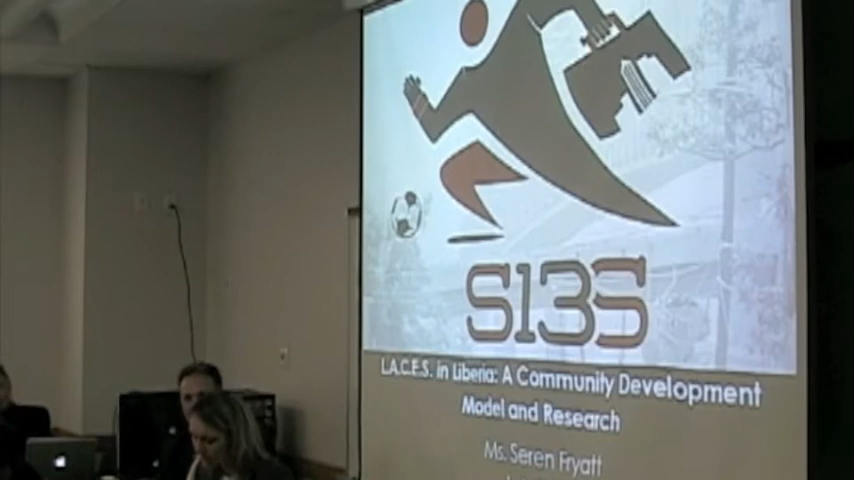 S13S
L.A.C.E.S. in Liberia: A Community Development
Model and Research
Ms. Seren Fryatt